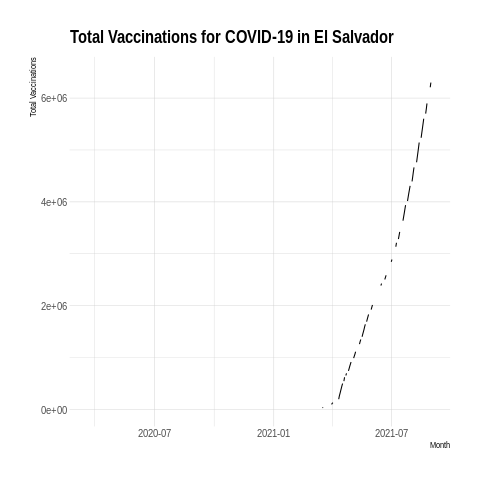 Total Vaccinations for COVID-19 in El Salvador
Total Vaccinations
6e+06
4e+06
2e+06
0e+00
2020-07 2021-01 2021-07
Month